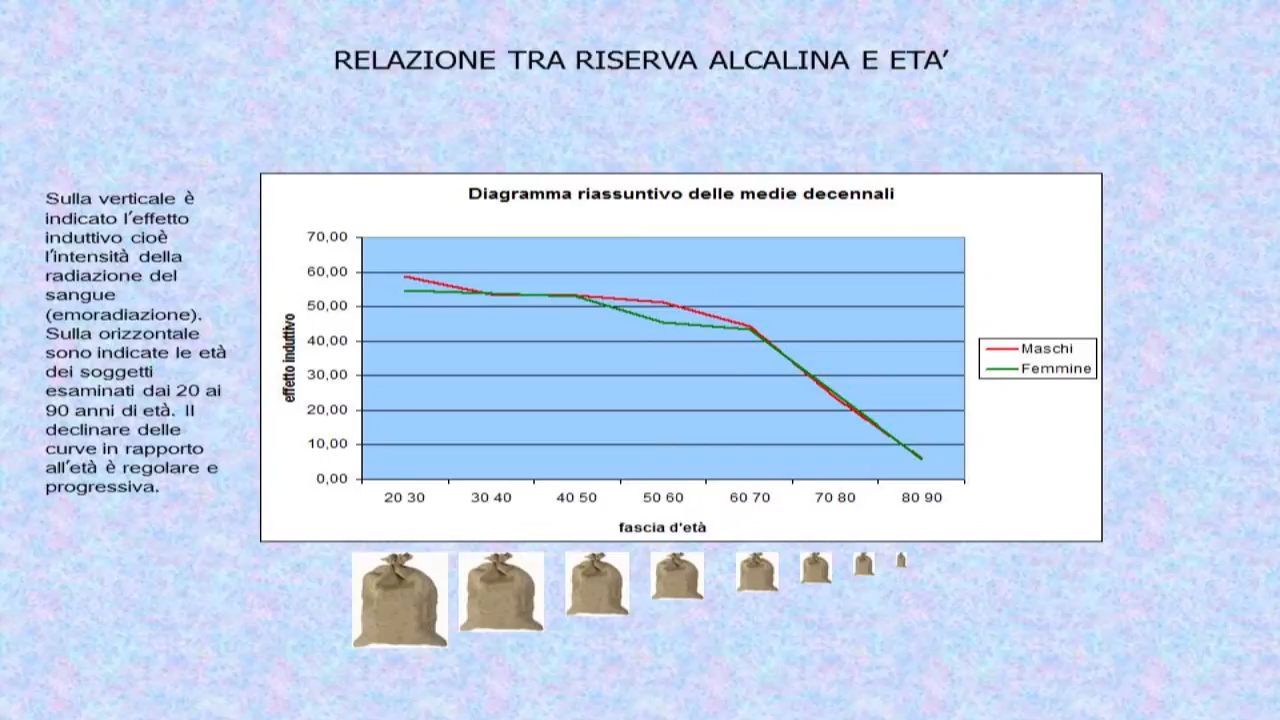 RELAZIONE TRA RISERVA ALCALINA E ETA’
Sulla verticale è
indicato l’effetto
induttivo cioè
l’intensità della
radiazione del
sangue
(emoradiazione).
Sulla orizzontale
sono indicate le età
dei soggetti
esaminati dai 20 ai
90 anni di età. Il
declinare delle
curve in rapporto
all’età è regolare e
progressiva.
Diagramma riassuntivo delle medie decennali
effetto induttivo
70,00
60,00
50,00
40,00
30,00
20,00
10,00
0,00
20 30 30 40 40 50 50 60 60 70 70 80 80 90
fascia d'età
Maschi
Femmine